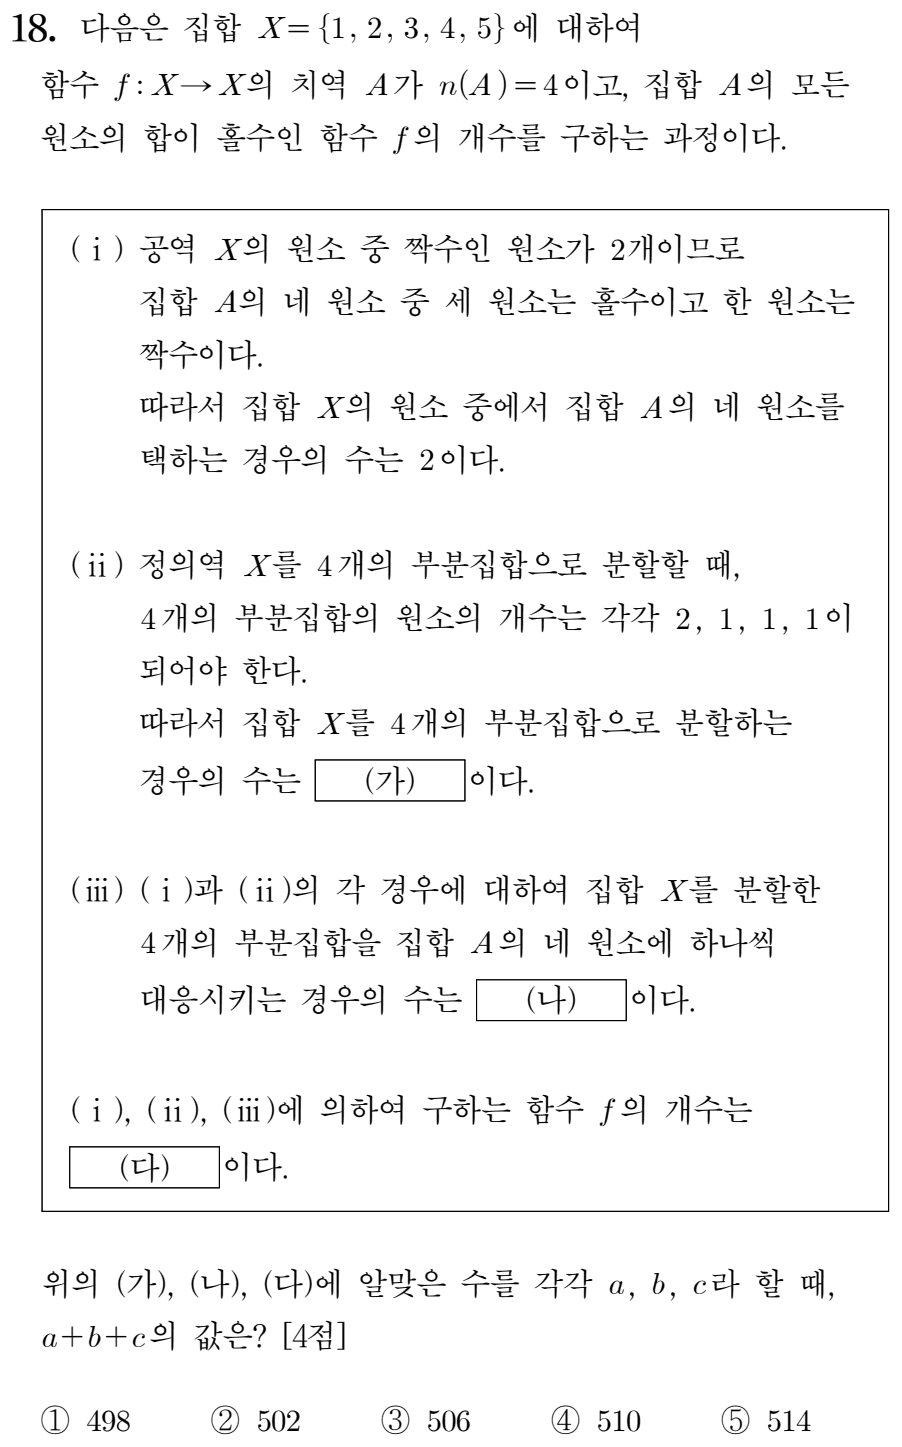 18. 다음은 집합 X={1, 2, 3, 4, 5}에 대하여
함수 f : X→X의 치역 A가 n(A)=4이고, 집합 A의 모든
원소의 합이 홀수인 함수 f의 개수를 구하는 과정이다.
(ⅰ) 공역 X의 원소 중 짝수인 원소가 2개이므로
집합 A의 네 원소 중 세 원소는 홀수이고 한 원소는
짝수이다.
따라서 집합 X의 원소 중에서 집합 A의 네 원소를
택하는 경우의 수는 2이다.
(ⅱ) 정의역 X를 4개의 부분집합으로 분할할 때,
4개의 부분집합의 원소의 개수는 각각 2, 1, 1, 1이
되어야 한다.
따라서 집합 X를 4개의 부분집합으로 분할하는
경우의 수는 (가) 이다.
(ⅲ) (ⅰ)과 (ⅱ)의 각 경우에 대하여 집합 X를 분할한
4개의 부분집합을 집합 A의 네 원소에 하나씩
대응시키는 경우의 수는 (나) 이다.
(ⅰ), (ⅱ), (ⅲ)에 의하여 구하는 함수 f의 개수는
(다) 이다.
위의 (가), (나), (다)에 알맞은 수를 각각 a, b, c라 할 때,
a+b+c의 값은? [4점]
① 498 ② 502 ③ 506 ④ 510 ⑤ 514